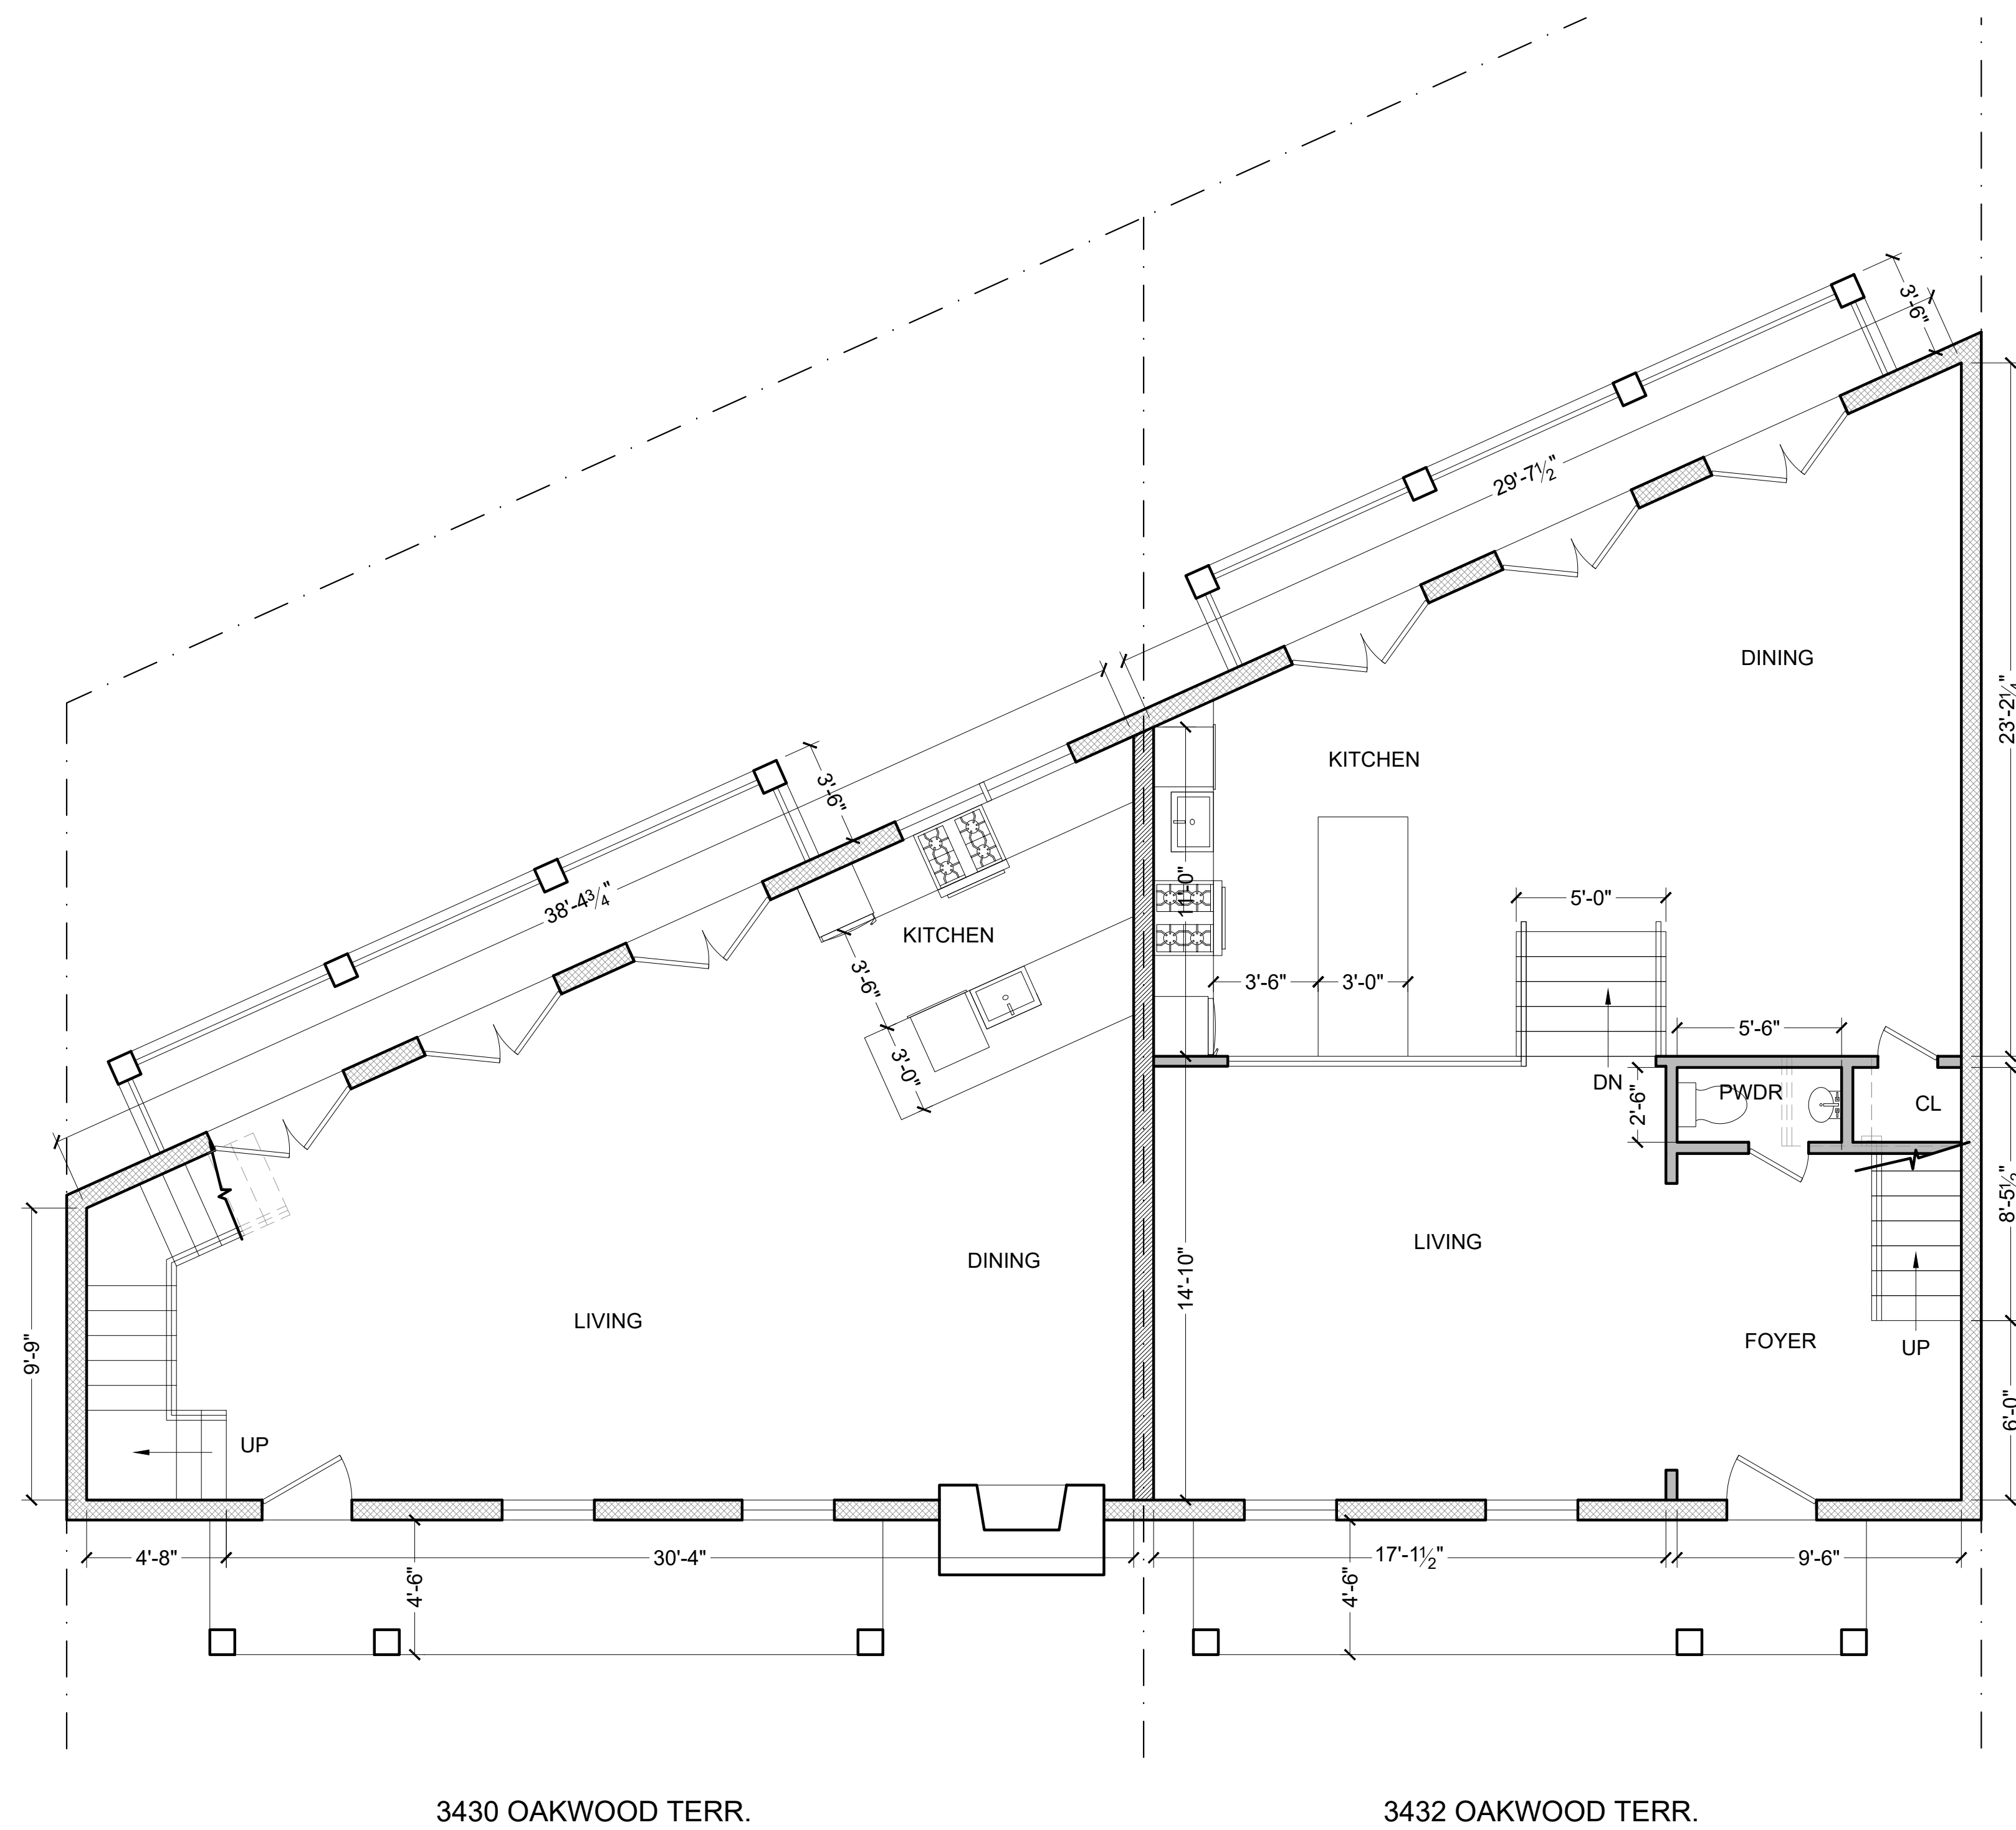 3'-6"
29'-7½"
DINING
23'-2¼"
3'-6"
KITCHEN
38'-4¾"
11'-0"
5'-0"
KITCHEN
3'-6"
3'-6"
3'-0"
5'-6"
3'-0"
DN
2'-6"
PWDR
CL
8'-5½"
LIVING
DINING
14'-10"
LIVING
9'-9"
FOYER
UP
6'-0"
UP
4'-8"
30'-4"
17'-1½"
9'-6"
4'-6"
4'-6"
3430 OAKWOOD TERR.
3432 OAKWOOD TERR.